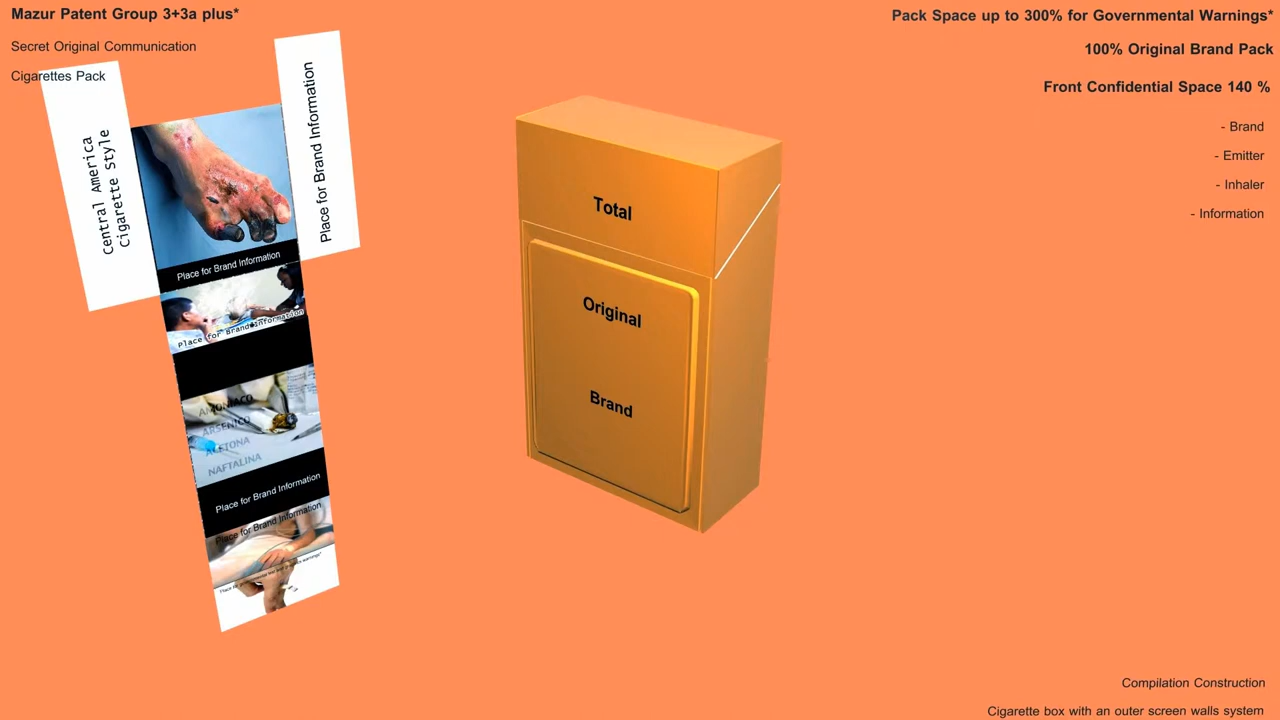 Mazur Patent Group 3+3a plus*
Secret Original Communication
Cigarettes Pack
Pack Space up to 300% for Governmental Warnings*
100% Original Brand Pack
Front Confidential Space 140 %
- Brand
- Emitter
- Inhaler
- Information
Central America
Cigarette Style
Place for Brand Information
Place for Brand Information
Place for Brand Information
AMONIACO
ARSENICO
ACETONA
NAFTALINA
Place for Brand Information
Place for Brand Information
Total
Original
Brand
Compilation Construction
Cigarette box with an outer screen walls system